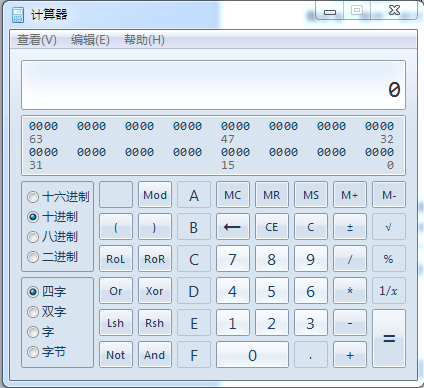 计算器
查看(V) 编辑(E) 帮助(H)
0
0000 0000 0000 0000 0000 0000 0000 0000
63 47 32
0000 0000 0000 0000 0000 0000 0000 0000
31 15 0
十六进制 Mod A MC MR MS M+ M-
十进制 ( ) B ← CE C ± √
八进制
二进制 RoL RoR C 7 8 9 / %
四字 Or Xor D 4 5 6 * 1/x
双字
字 Lsh Rsh E 1 2 3 - =
字节 Not And F 0 . +